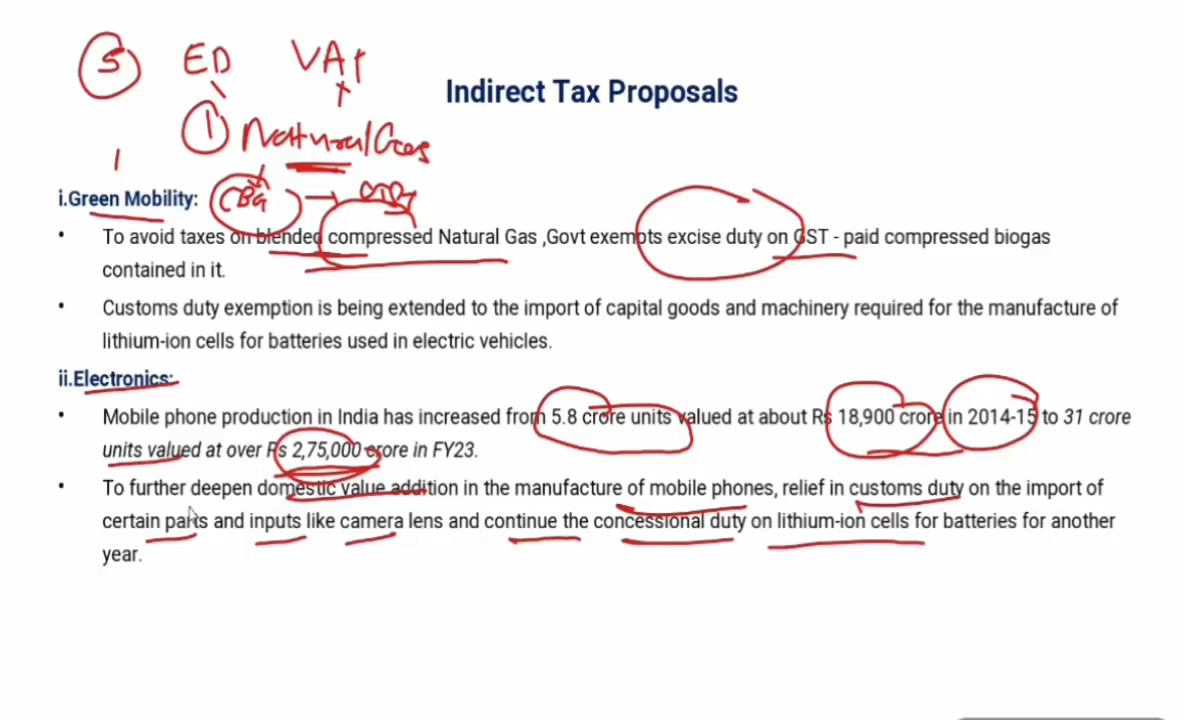 5 ED VAT
Indirect Tax Proposals
1 Natural Gas
i.Green Mobility: CBG →
• To avoid taxes on blended compressed Natural Gas ,Govt exempts excise duty on GST - paid compressed biogas
contained in it.
• Customs duty exemption is being extended to the import of capital goods and machinery required for the manufacture of
lithium-ion cells for batteries used in electric vehicles.
ii.Electronics:
• Mobile phone production in India has increased from 5.8 crore units valued at about Rs 18,900 crore in 2014-15 to 31 crore
units valued at over Rs 2,75,000 crore in FY23.
• To further deepen domestic value addition in the manufacture of mobile phones, relief in customs duty on the import of
certain parts and inputs like camera lens and continue the concessional duty on lithium-ion cells for batteries for another
year.